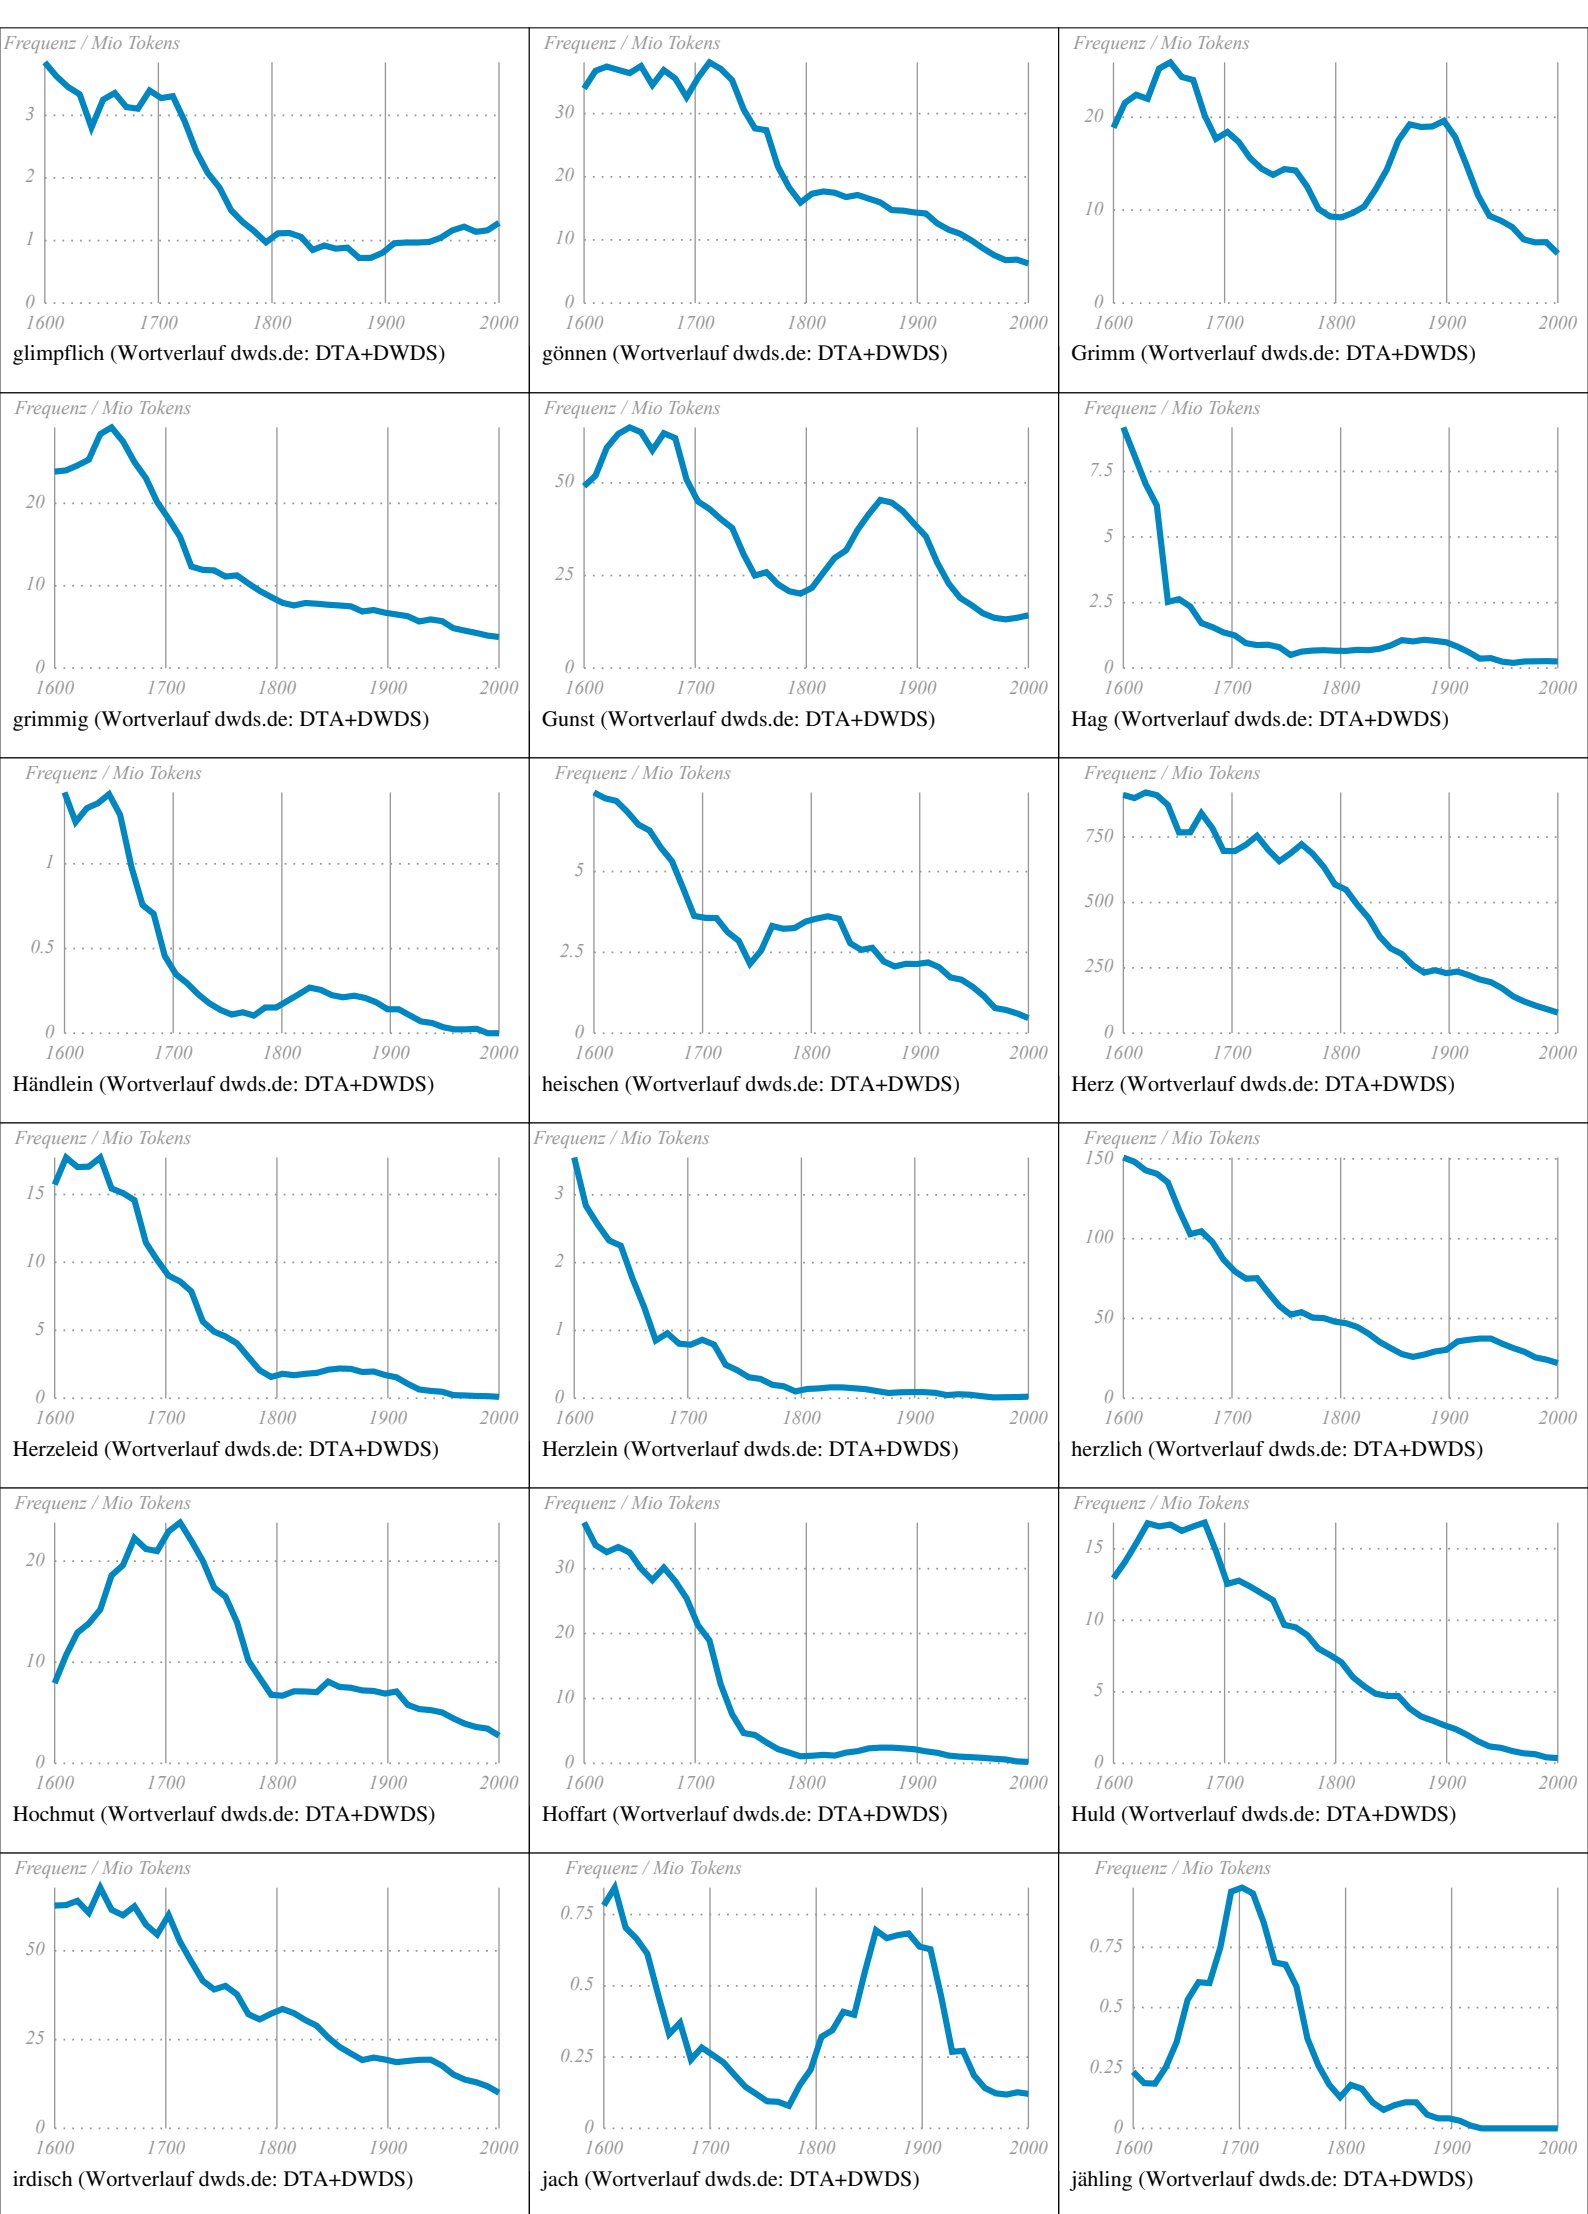 Frequenz / Mio Tokens
3
2
1
0
1600 1700 1800 1900 2000
glimpflich (Wortverlauf dwds.de: DTA+DWDS)
Frequenz / Mio Tokens
30
20
10
0
1600 1700 1800 1900 2000
gönnen (Wortverlauf dwds.de: DTA+DWDS)
Frequenz / Mio Tokens
20
10
0
1600 1700 1800 1900 2000
Grimm (Wortverlauf dwds.de: DTA+DWDS)
Frequenz / Mio Tokens
20
10
0
1600 1700 1800 1900 2000
grimmig (Wortverlauf dwds.de: DTA+DWDS)
Frequenz / Mio Tokens
50
25
0
1600 1700 1800 1900 2000
Gunst (Wortverlauf dwds.de: DTA+DWDS)
Frequenz / Mio Tokens
7.5
5
2.5
0
1600 1700 1800 1900 2000
Hag (Wortverlauf dwds.de: DTA+DWDS)
Frequenz / Mio Tokens
1
0.5
0
1600 1700 1800 1900 2000
Händlein (Wortverlauf dwds.de: DTA+DWDS)
Frequenz / Mio Tokens
5
2.5
0
1600 1700 1800 1900 2000
heischen (Wortverlauf dwds.de: DTA+DWDS)
Frequenz / Mio Tokens
750
500
250
0
1600 1700 1800 1900 2000
Herz (Wortverlauf dwds.de: DTA+DWDS)
Frequenz / Mio Tokens
15
10
5
0
1600 1700 1800 1900 2000
Herzeleid (Wortverlauf dwds.de: DTA+DWDS)
Frequenz / Mio Tokens
3
2
1
0
1600 1700 1800 1900 2000
Herzlein (Wortverlauf dwds.de: DTA+DWDS)
Frequenz / Mio Tokens
150
100
50
0
1600 1700 1800 1900 2000
herzlich (Wortverlauf dwds.de: DTA+DWDS)
Frequenz / Mio Tokens
20
10
0
1600 1700 1800 1900 2000
Hochmut (Wortverlauf dwds.de: DTA+DWDS)
Frequenz / Mio Tokens
30
20
10
0
1600 1700 1800 1900 2000
Hoffart (Wortverlauf dwds.de: DTA+DWDS)
Frequenz / Mio Tokens
15
10
5
0
1600 1700 1800 1900 2000
Huld (Wortverlauf dwds.de: DTA+DWDS)
Frequenz / Mio Tokens
50
25
0
1600 1700 1800 1900 2000
irdisch (Wortverlauf dwds.de: DTA+DWDS)
Frequenz / Mio Tokens
0.75
0.5
0.25
0
1600 1700 1800 1900 2000
jach (Wortverlauf dwds.de: DTA+DWDS)
Frequenz / Mio Tokens
0.75
0.5
0.25
0
1600 1700 1800 1900 2000
jähling (Wortverlauf dwds.de: DTA+DWDS)